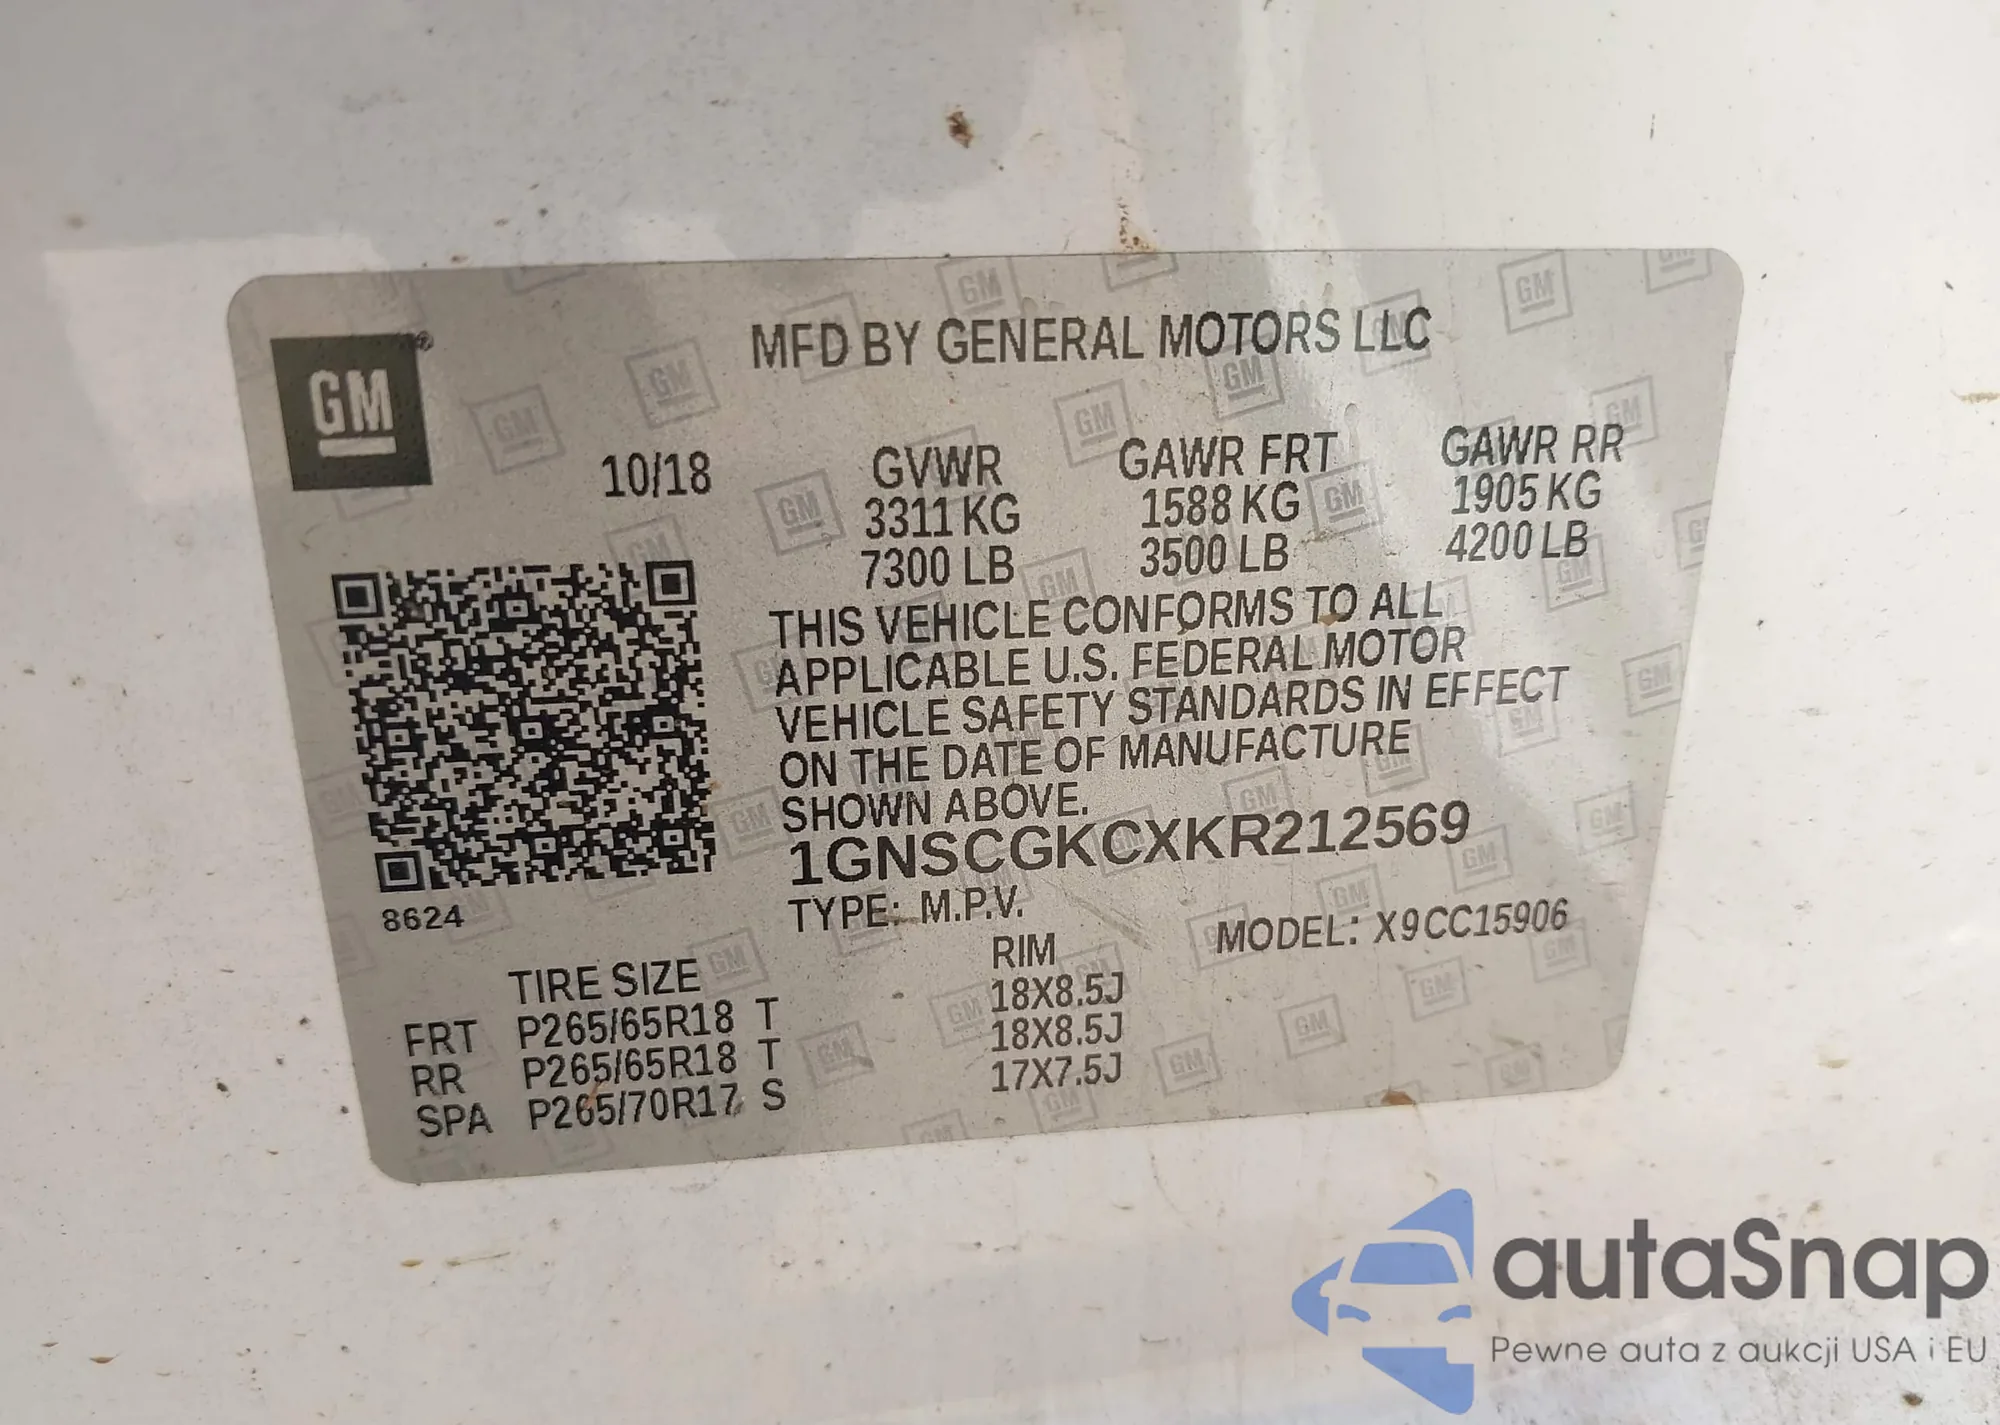 MFD BY GENERAL MOTORS LLC
GM
10/18 GVWR GAWR FRT GAWR RR
3311 KG 1588 KG 1905 KG
7300 LB 3500 LB 4200 LB
THIS VEHICLE CONFORMS TO ALL
APPLICABLE U.S. FEDERAL MOTOR
VEHICLE SAFETY STANDARDS IN EFFECT
ON THE DATE OF MANUFACTURE
SHOWN ABOVE.
1GNSCGKCXKR212569
8624
TYPE: M.P.V. MODEL: X9CC15906
TIRE SIZE RIM
FRT P265/65R18 T 18X8.5J
RR P265/65R18 T 18X8.5J
SPA P265/70R17 S 17X7.5J
autaSnap
Pewne auta z aukcji USA i EU